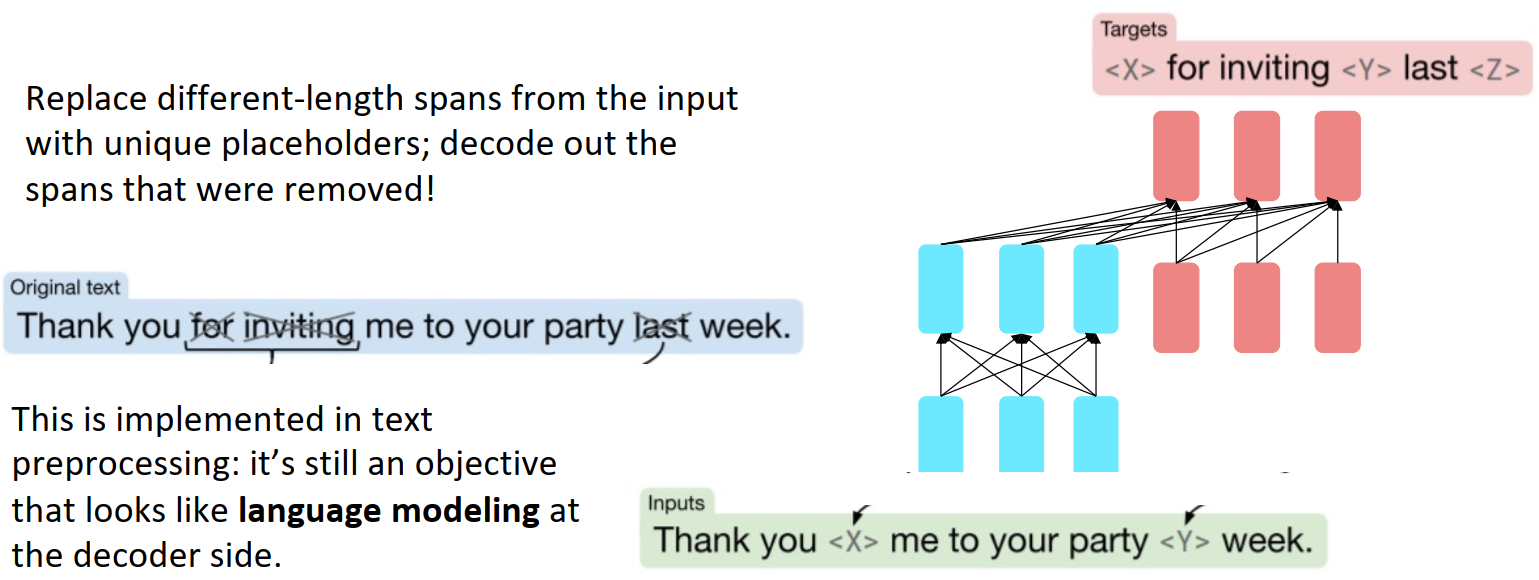 Targets
<X> for inviting <Y> last <Z>
Replace different-length spans from the input
with unique placeholders; decode out the
spans that were removed!
Original text
Thank you for inviting me to your party last week.
This is implemented in text
preprocessing: it’s still an objective
that looks like language modeling at
the decoder side.
Inputs
Thank you <X> me to your party <Y> week.